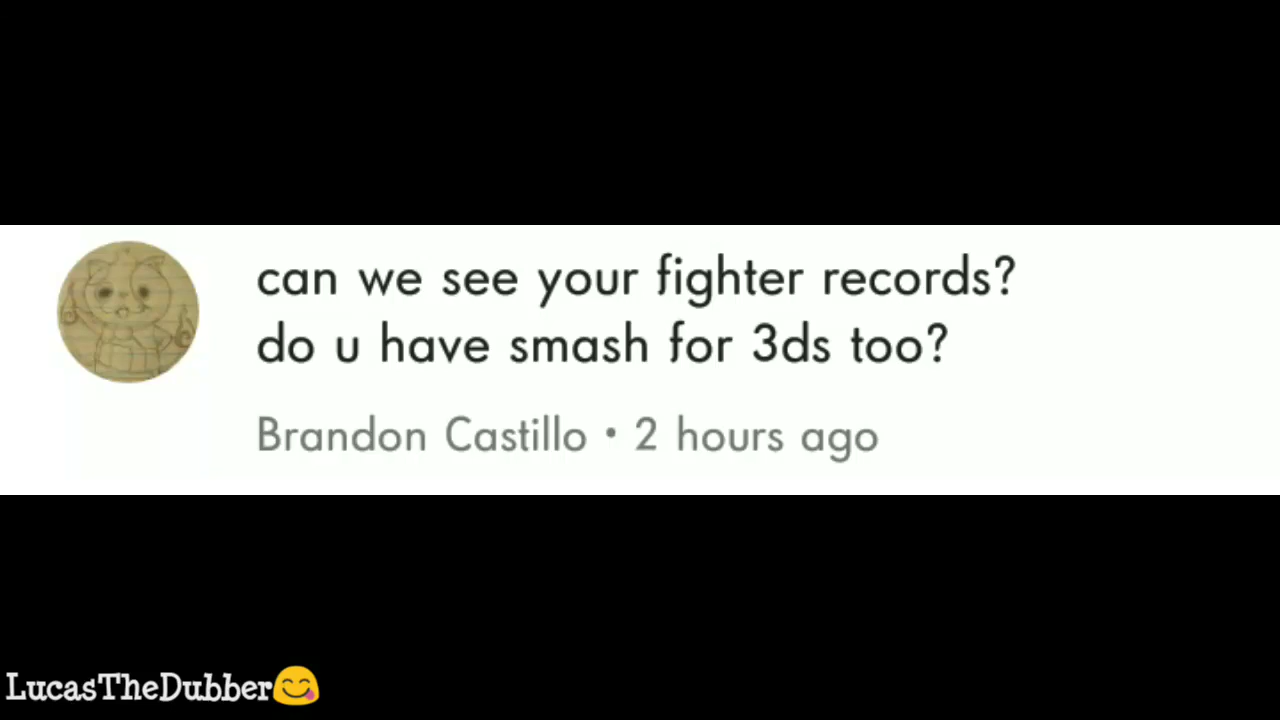 can we see your fighter records?
do u have smash for 3ds too?
Brandon Castillo • 2 hours ago
LucasTheDubber😋